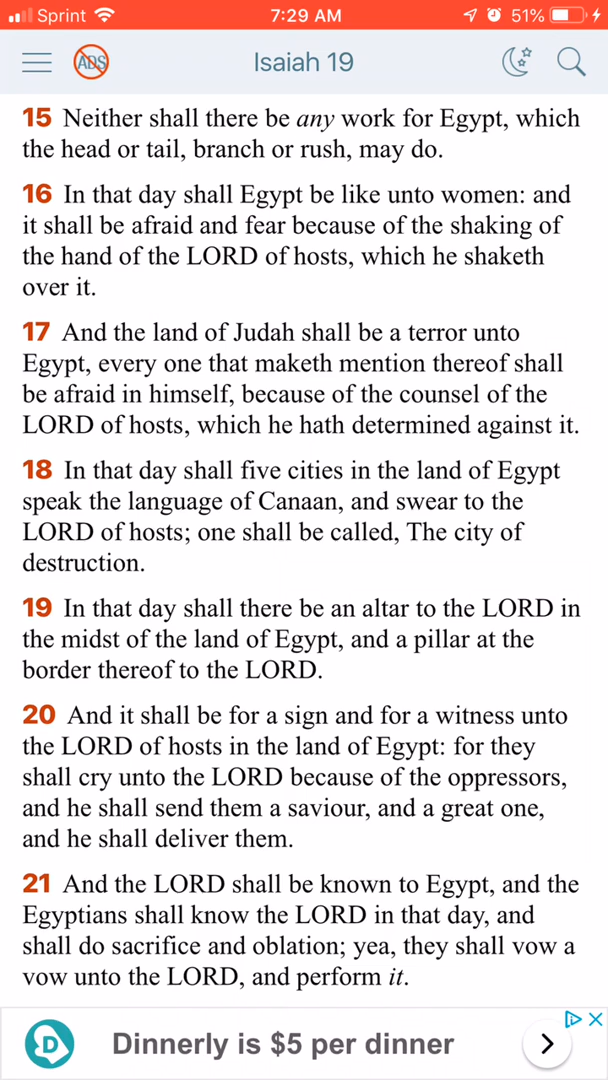 Sprint 7:29 AM 51%
ADS Isaiah 19
15 Neither shall there be any work for Egypt, which
the head or tail, branch or rush, may do.
16 In that day shall Egypt be like unto women: and
it shall be afraid and fear because of the shaking of
the hand of the LORD of hosts, which he shaketh
over it.
17 And the land of Judah shall be a terror unto
Egypt, every one that maketh mention thereof shall
be afraid in himself, because of the counsel of the
LORD of hosts, which he hath determined against it.
18 In that day shall five cities in the land of Egypt
speak the language of Canaan, and swear to the
LORD of hosts; one shall be called, The city of
destruction.
19 In that day shall there be an altar to the LORD in
the midst of the land of Egypt, and a pillar at the
border thereof to the LORD.
20 And it shall be for a sign and for a witness unto
the LORD of hosts in the land of Egypt: for they
shall cry unto the LORD because of the oppressors,
and he shall send them a saviour, and a great one,
and he shall deliver them.
21 And the LORD shall be known to Egypt, and the
Egyptians shall know the LORD in that day, and
shall do sacrifice and oblation; yea, they shall vow a
vow unto the LORD, and perform it.
D Dinnerly is $5 per dinner